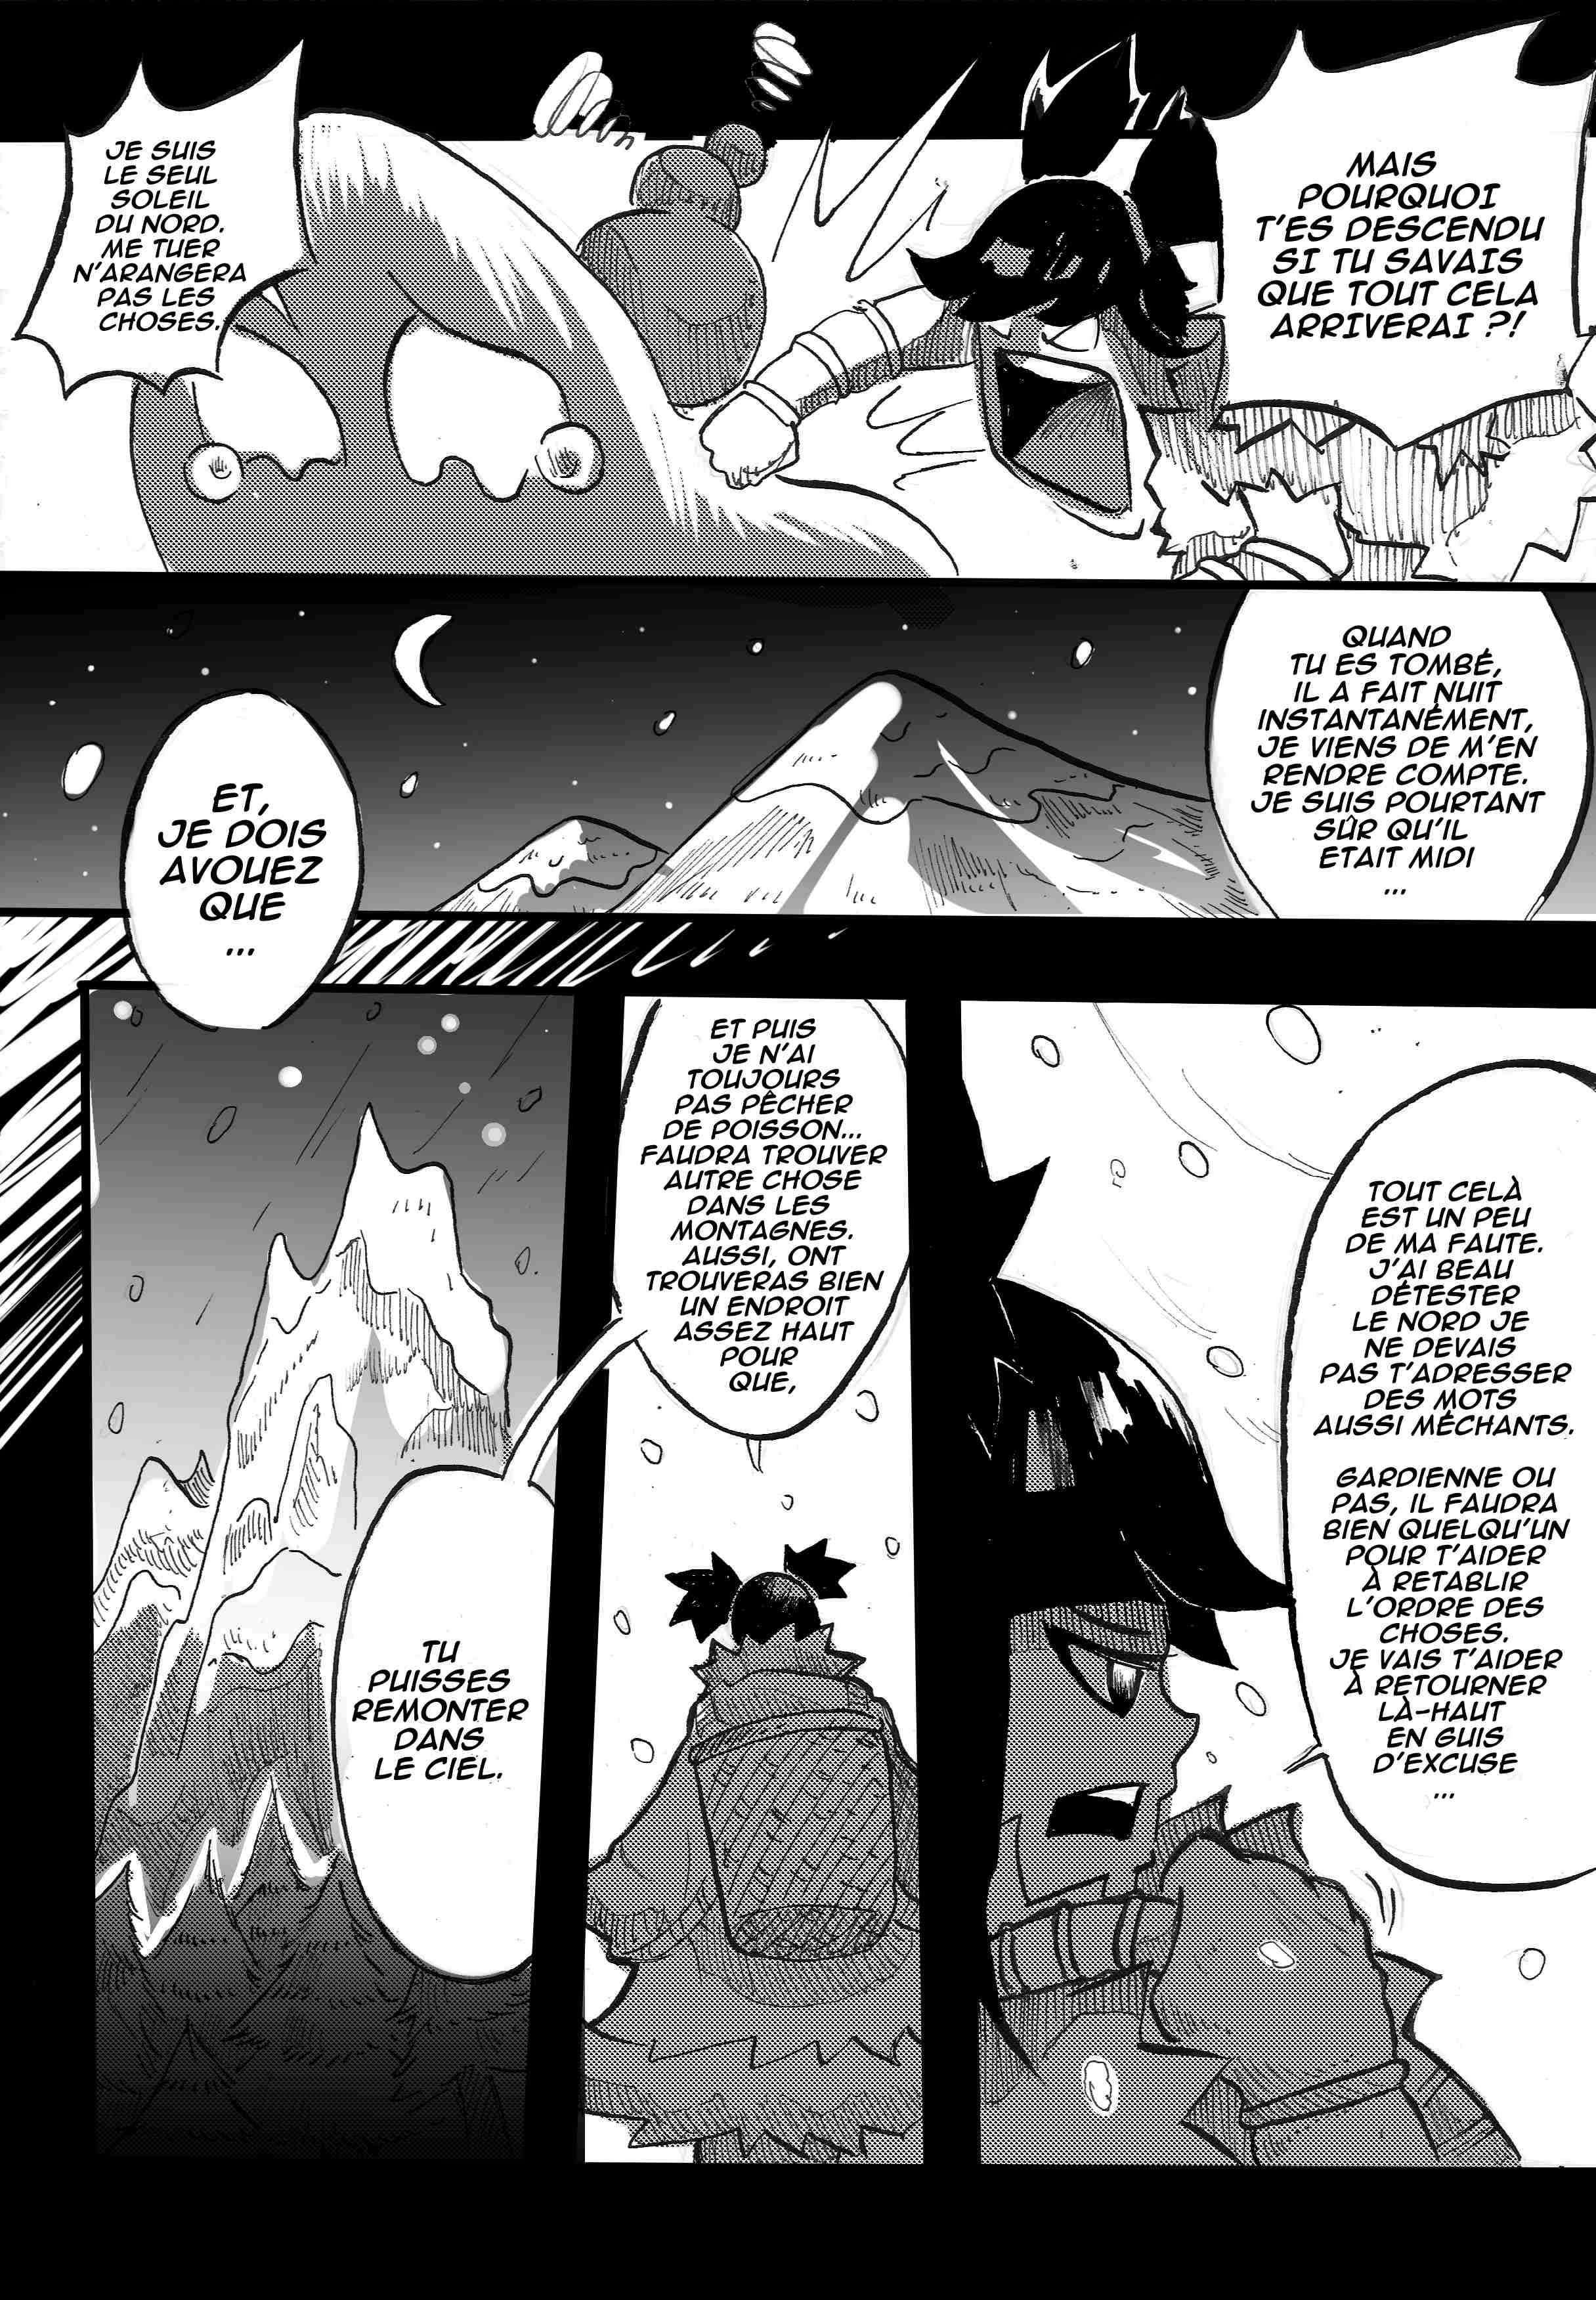 MAIS
POURQUOI
T'ES DESCENDU
SI TU SAVAIS
QUE TOUT CELA
ARRIVERAI ?!
JE SUIS
LE SEUL
SOLEIL
DU NORD.
ME TUER
N'ARANGERA
PAS LES
CHOSES.
QUAND
TU ES TOMBÉ,
IL A FAIT NUIT
INSTANTANÉMENT,
JE VIENS DE M'EN
RENDRE COMPTE.
JE SUIS POURTANT
SÛR QU'IL
ETAIT MIDI
...
ET,
JE DOIS
AVOUEZ
QUE
...
TOUT CELÀ
EST UN PEU
DE MA FAUTE.
J'AI BEAU
DÉTESTER
LE NORD JE
NE DEVAIS
PAS T'ADRESSER
DES MOTS
AUSSI MÉCHANTS.
GARDIENNE OU
PAS, IL FAUDRA
BIEN QUELQU'UN
POUR T'AIDER
À RETABLIR
L'ORDRE DES
CHOSES.
JE VAIS T'AIDER
À RETOURNER
LÀ-HAUT
EN GUIS
D'EXCUSE
...
ET PUIS
JE N'AI
TOUJOURS
PAS PÊCHER
DE POISSON...
FAUDRA TROUVER
AUTRE CHOSE
DANS LES
MONTAGNES.
AUSSI, ONT
TROUVERAS BIEN
UN ENDROIT
ASSEZ HAUT
POUR
QUE,
TU
PUISSES
REMONTER
DANS
LE CIEL.